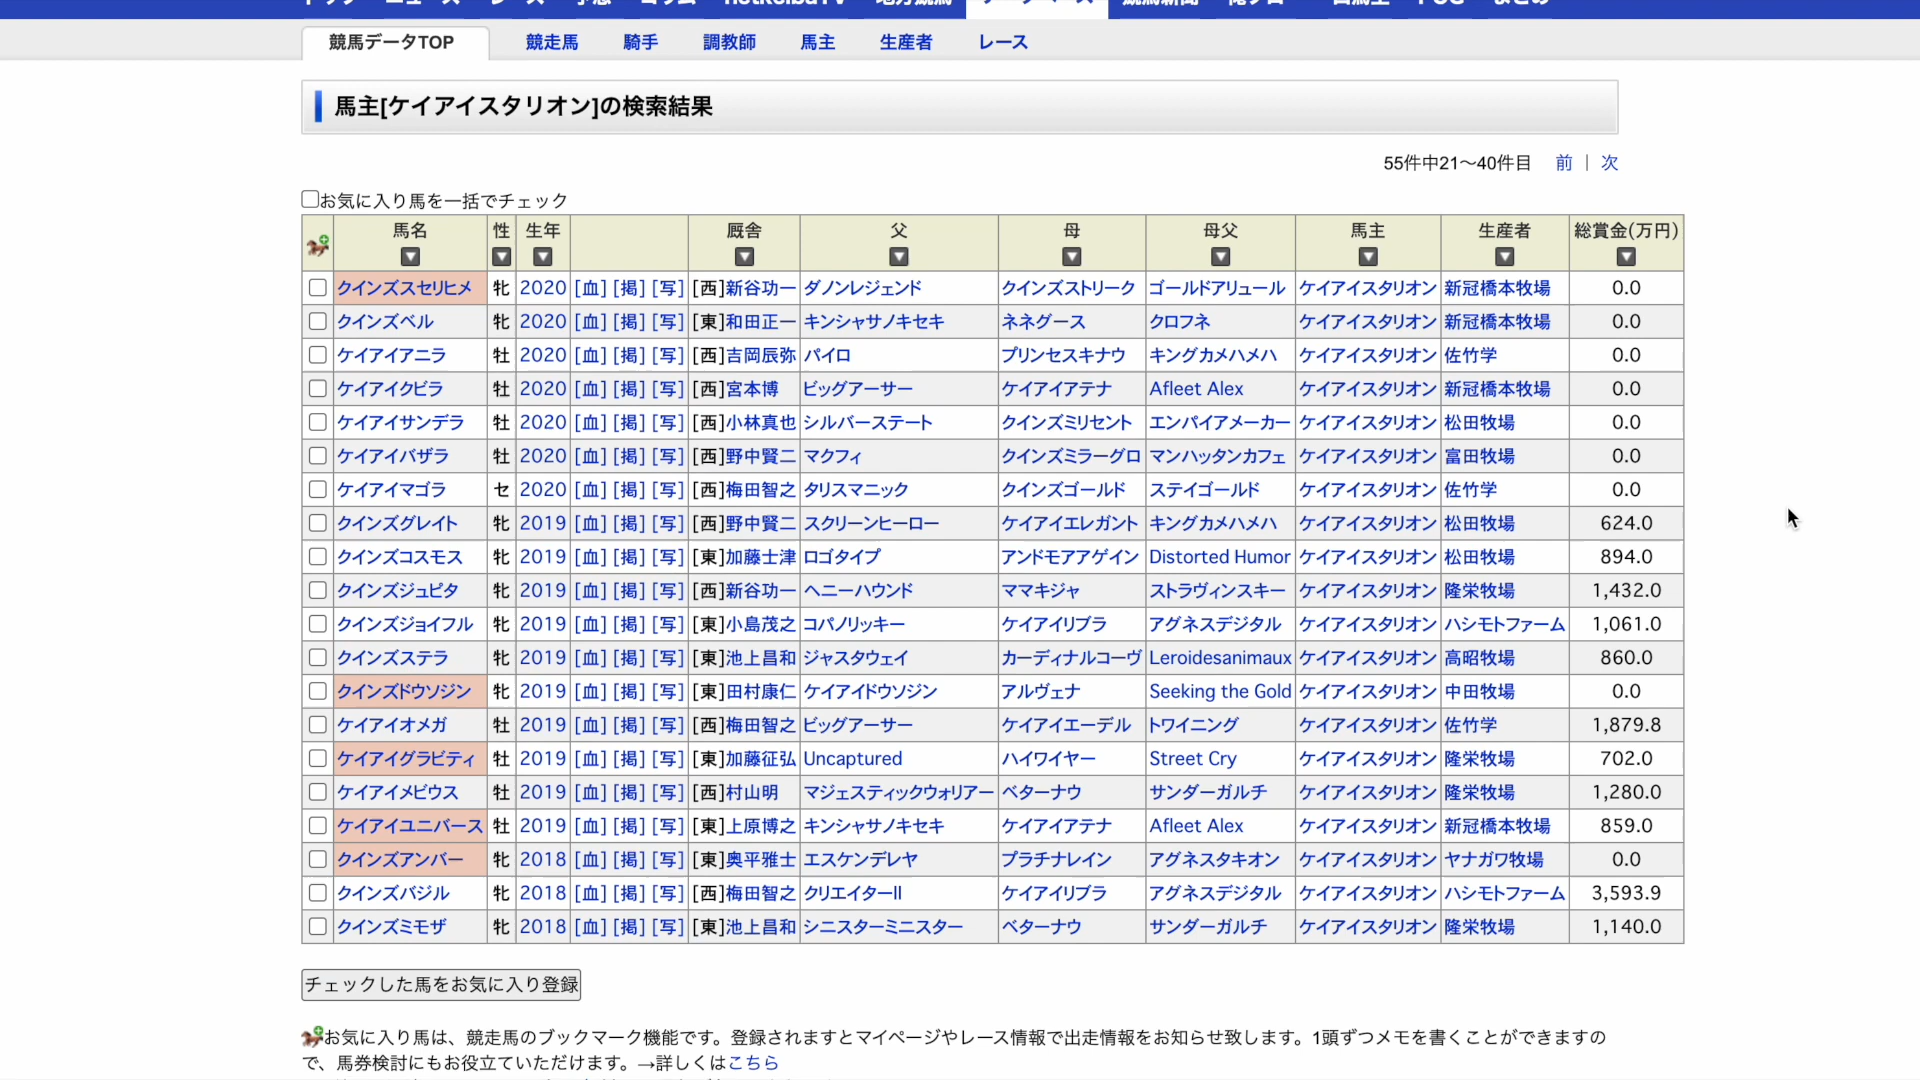 競馬データTOP 競走馬 騎手 調教師 馬主 生産者 レース
馬主[ケイアイスタリオン]の検索結果
55件中21〜40件目 前 | 次
お気に入り馬を一括でチェック
馬名 性 生年 厩舎 父 母 母父 馬主 生産者 総賞金(万円)
クインズスセリヒメ 牝 2020 [血] [掲] [写] [西]新谷功一 ダノンレジェンド クインズストリーク ゴールドアリュール ケイアイスタリオン 新冠橋本牧場 0.0
クインズベル 牝 2020 [血] [掲] [写] [東]和田正一 キンシャサノキセキ ネネグース クロフネ ケイアイスタリオン 新冠橋本牧場 0.0
ケイアイアニラ 牡 2020 [血] [掲] [写] [西]吉岡辰弥 パイロ プリンセスキナウ キングカメハメハ ケイアイスタリオン 佐竹学 0.0
ケイアイクビラ 牡 2020 [血] [掲] [写] [西]宮本博 ビッグアーサー ケイアイアテナ Afleet Alex ケイアイスタリオン 新冠橋本牧場 0.0
ケイアイサンデラ 牡 2020 [血] [掲] [写] [西]小林真也 シルバーステート クインズミリセント エンパイアメーカー ケイアイスタリオン 松田牧場 0.0
ケイアイバザラ 牡 2020 [血] [掲] [写] [西]野中賢二 マクフィ クインズミラーグロ マンハッタンカフェ ケイアイスタリオン 富田牧場 0.0
ケイアイマゴラ セ 2020 [血] [掲] [写] [西]梅田智之 タリスマニック クインズゴールド ステイゴールド ケイアイスタリオン 佐竹学 0.0
クインズグレイト 牝 2019 [血] [掲] [写] [西]野中賢二 スクリーンヒーロー ケイアイエレガント キングカメハメハ ケイアイスタリオン 松田牧場 624.0
クインズコスモス 牝 2019 [血] [掲] [写] [東]加藤士津 ロゴタイプ アンドモアアゲイン Distorted Humor ケイアイスタリオン 松田牧場 894.0
クインズジュピタ 牝 2019 [血] [掲] [写] [西]新谷功一 ヘニーハウンド ママキジャ ストラヴィンスキー ケイアイスタリオン 隆栄牧場 1,432.0
クインズジョイフル 牝 2019 [血] [掲] [写] [東]小島茂之 コパノリッキー ケイアイリブラ アグネスデジタル ケイアイスタリオン ハシモトファーム 1,061.0
クインズステラ 牝 2019 [血] [掲] [写] [東]池上昌和 ジャスタウェイ カーディナルコーヴ Leroidesanimaux ケイアイスタリオン 高昭牧場 860.0
クインズドウソジン 牝 2019 [血] [掲] [写] [東]田村康仁 ケイアイドウソジン アルヴェナ Seeking the Gold ケイアイスタリオン 中田牧場 0.0
ケイアイオメガ 牡 2019 [血] [掲] [写] [西]梅田智之 ビッグアーサー ケイアイエーデル トワイニング ケイアイスタリオン 佐竹学 1,879.8
ケイアイグラビティ 牡 2019 [血] [掲] [写] [東]加藤征弘 Uncaptured ハイワイヤー Street Cry ケイアイスタリオン 隆栄牧場 702.0
ケイアイメビウス 牡 2019 [血] [掲] [写] [西]村山明 マジェスティックウォリアー ベターナウ サンダーガルチ ケイアイスタリオン 隆栄牧場 1,280.0
ケイアイユニバース 牡 2019 [血] [掲] [写] [東]上原博之 キンシャサノキセキ ケイアイアテナ Afleet Alex ケイアイスタリオン 新冠橋本牧場 859.0
クインズアンバー 牝 2018 [血] [掲] [写] [東]奥平雅士 エスケンデレヤ プラチナレイン アグネスタキオン ケイアイスタリオン ヤナガワ牧場 0.0
クインズバジル 牝 2018 [血] [掲] [写] [西]梅田智之 クリエイターII ケイアイリブラ アグネスデジタル ケイアイスタリオン ハシモトファーム 3,593.9
クインズミモザ 牝 2018 [血] [掲] [写] [東]池上昌和 シニスターミニスター ベターナウ サンダーガルチ ケイアイスタリオン 隆栄牧場 1,140.0
チェックした馬をお気に入り登録
お気に入り馬は、競走馬のブックマーク機能です。登録されますとマイページやレース情報で出走情報をお知らせ致します。1頭ずつメモを書くことができますの
で、馬券検討にもお役立ていただけます。→詳しくはこちら